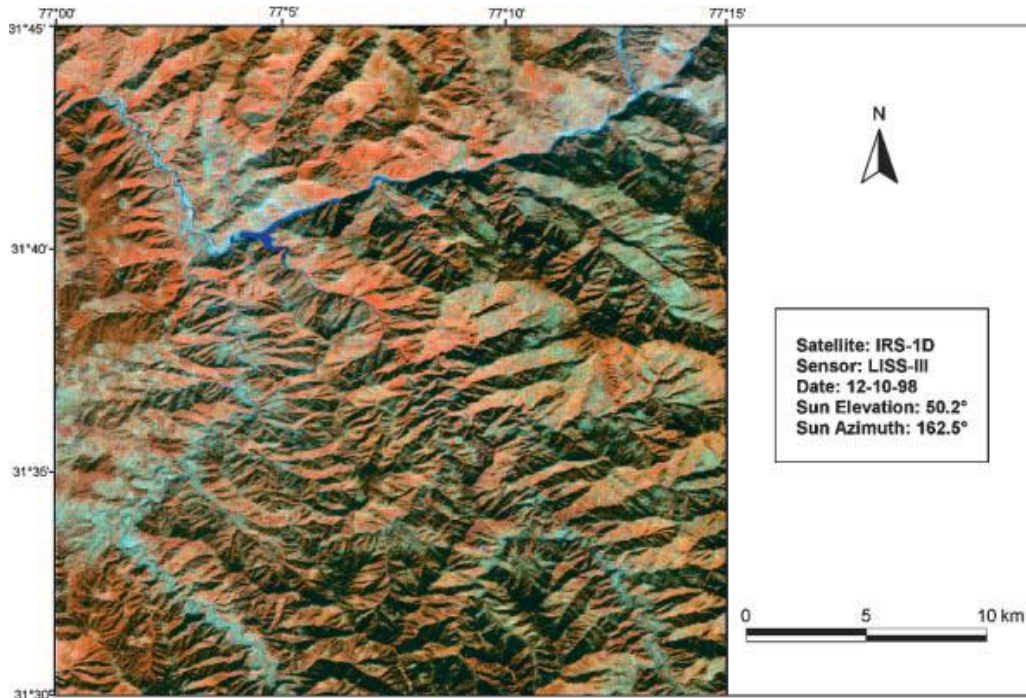 77°00' 77°5' 77°10' 77°15'
31°45'
31°40'
31°35'
31°30'
N
Satellite: IRS-1D
Sensor: LISS-III
Date: 12-10-98
Sun Elevation: 50.2°
Sun Azimuth: 162.5°
0 5 10 km